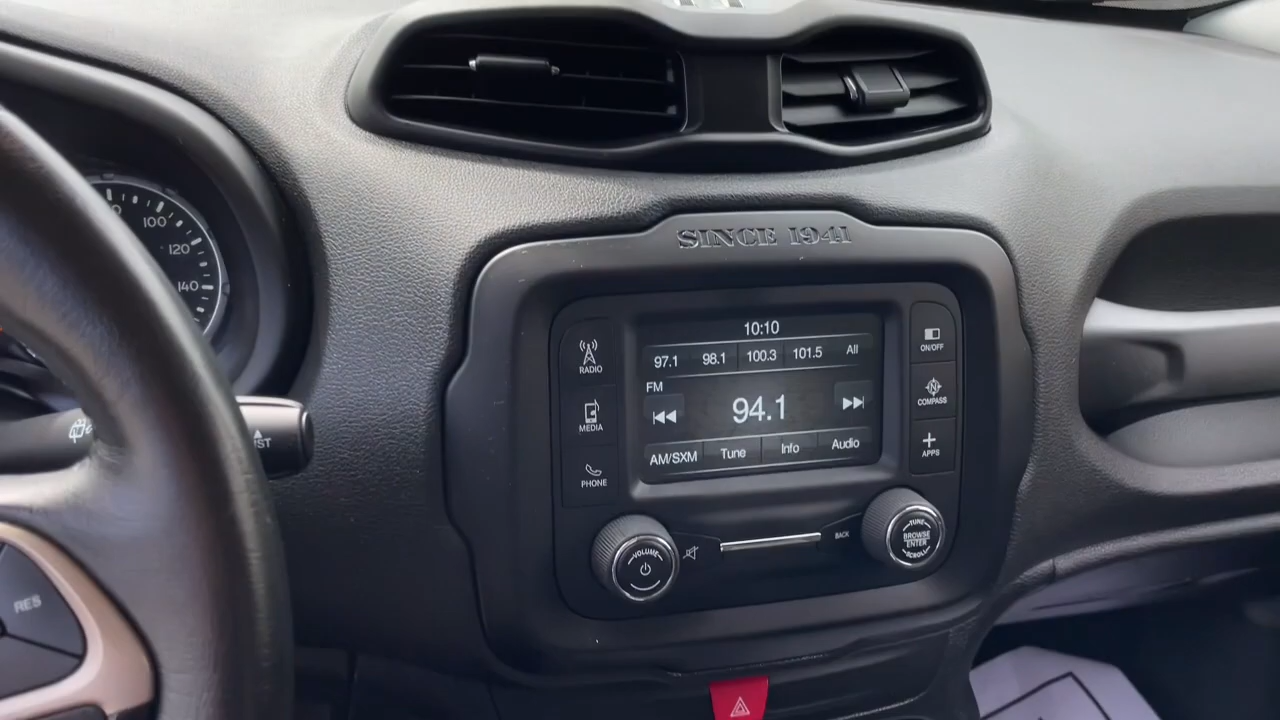 100
120
140
SINCE 1941
10:10
97.1 98.1 100.3 101.5 All
FM
94.1
AM/SXM Tune Info Audio
RADIO
MEDIA
PHONE
ON/OFF
N
COMPASS
APPS
VOLUME
BACK
TUNE
BROWSE
ENTER
SCROLL
RES